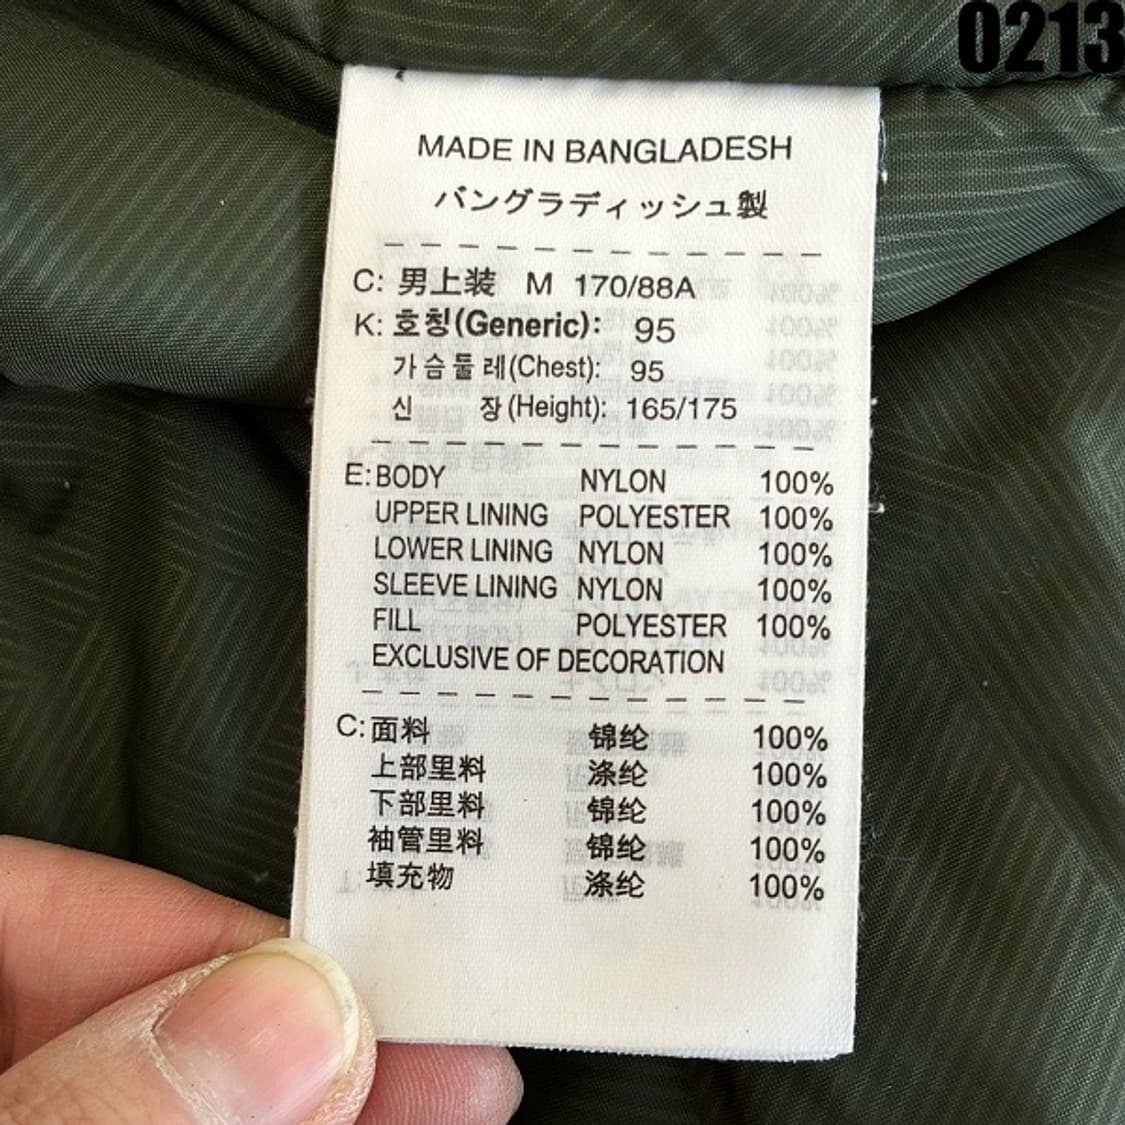 0213
MADE IN BANGLADESH
バングラディッシュ製
C: 男上装 M 170/88A
K: 호칭(Generic): 95
가슴둘레(Chest): 95
신 장(Height): 165/175
E: BODY NYLON 100%
UPPER LINING POLYESTER 100%
LOWER LINING NYLON 100%
SLEEVE LINING NYLON 100%
FILL POLYESTER 100%
EXCLUSIVE OF DECORATION
C: 面料 锦纶 100%
上部里料 涤纶 100%
下部里料 锦纶 100%
袖管里料 锦纶 100%
填充物 涤纶 100%